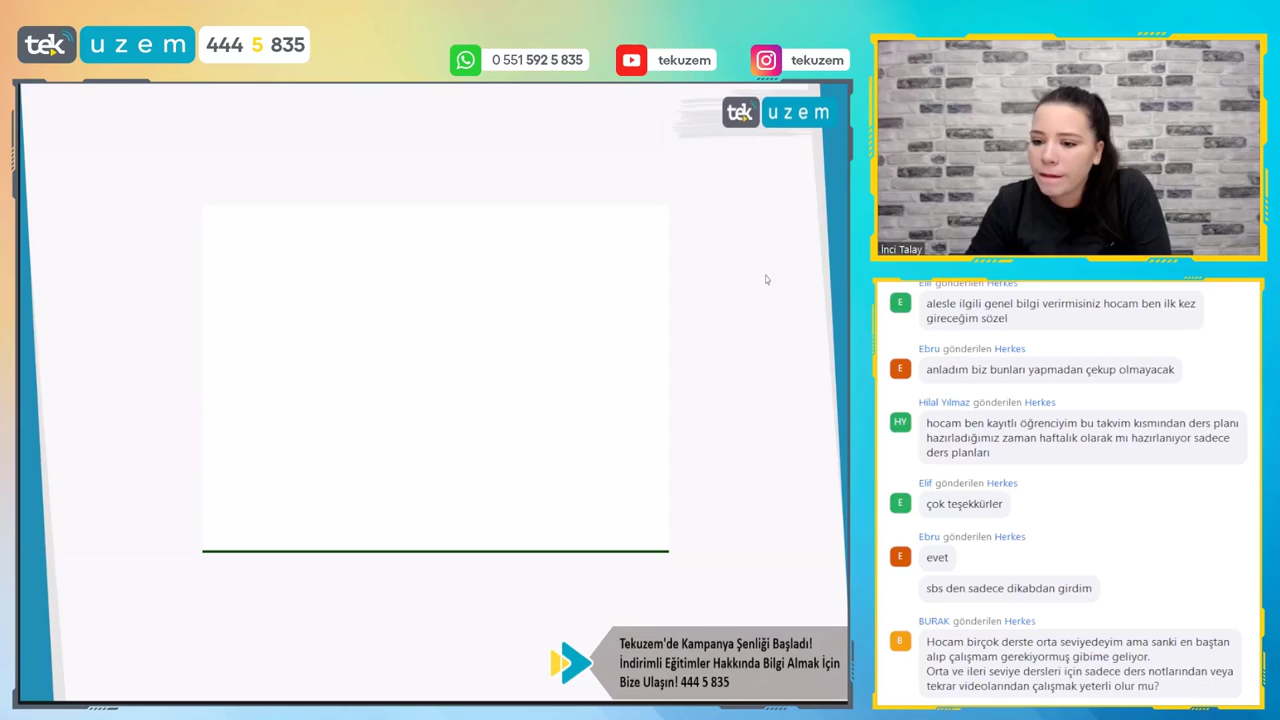 tek uzem 444 5 835
0 551 592 5 835
tekuzem
tekuzem
tek uzem
İnci Talay
Elif gönderilen Herkes
E
alesle ilgili genel bilgi verirmisiniz hocam ben ilk kez
gireceğim sözel
Ebru gönderilen Herkes
E
anladım biz bunları yapmadan çekup olmayacak
Hilal Yılmaz gönderilen Herkes
HY
hocam ben kayıtlı öğrenciyim bu takvim kısmından ders planı
hazırladığımız zaman haftalık olarak mı hazırlanıyor sadece
ders planları
Elif gönderilen Herkes
E
çok teşekkürler
Ebru gönderilen Herkes
E
evet
sbs den sadece dikabdan girdim
BURAK gönderilen Herkes
B
Hocam birçok derste orta seviyedeyim ama sanki en baştan
alıp çalışmam gerekiyormuş gibime geliyor.
Orta ve ileri seviye dersleri için sadece ders notlarından veya
tekrar videolarından çalışmak yeterli olur mu?
Tekuzem'de Kampanya Şenliği Başladı!
İndirimli Eğitimler Hakkında Bilgi Almak İçin
Bize Ulaşın! 444 5 835